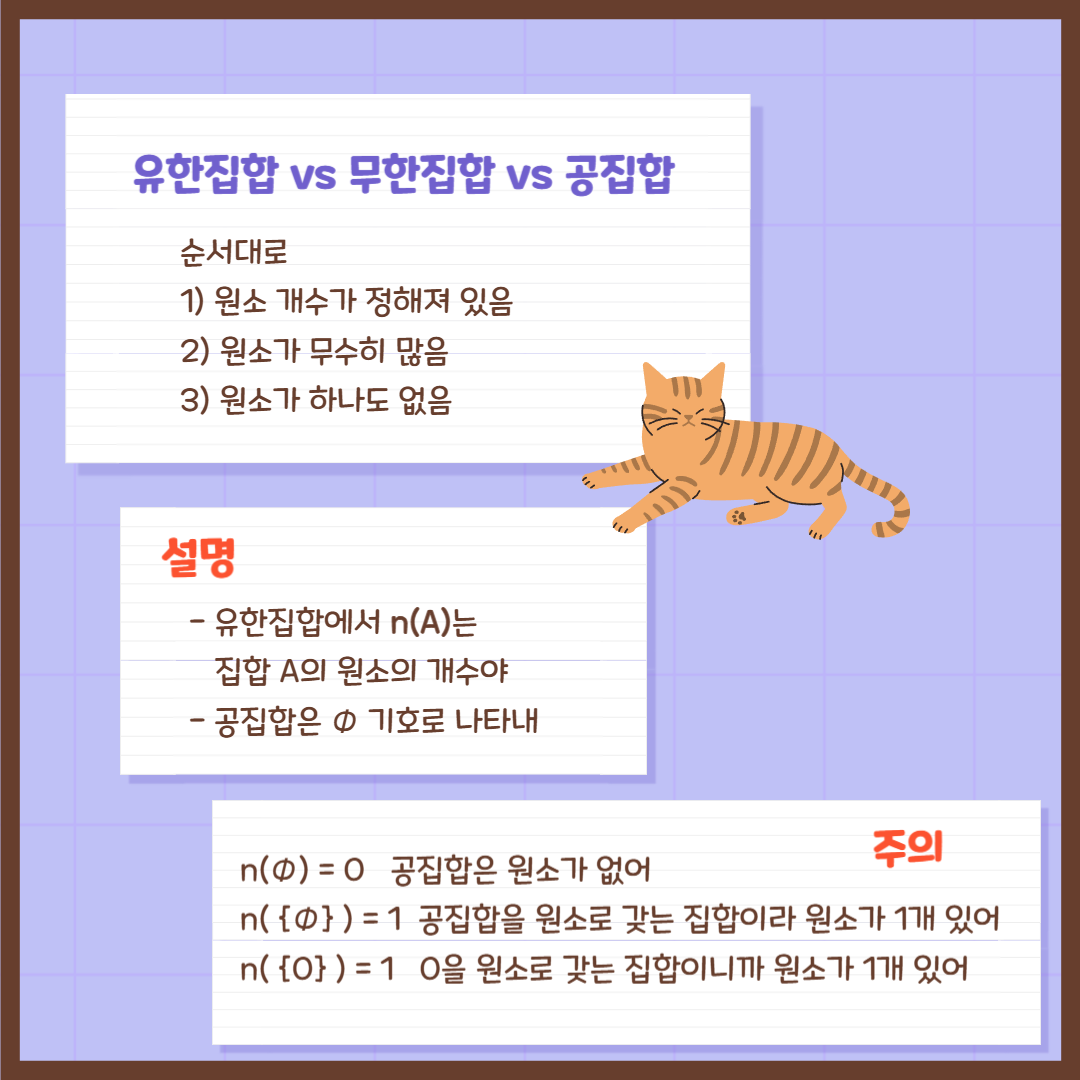 유한집합 vs 무한집합 vs 공집합
순서대로
1) 원소 개수가 정해져 있음
2) 원소가 무수히 많음
3) 원소가 하나도 없음
설명
- 유한집합에서 n(A)는
집합 A의 원소의 개수야
- 공집합은 Ø 기호로 나타내
주의
n(Ø) = 0 공집합은 원소가 없어
n( {Ø} ) = 1 공집합을 원소로 갖는 집합이라 원소가 1개 있어
n( {0} ) = 1 0을 원소로 갖는 집합이니까 원소가 1개 있어